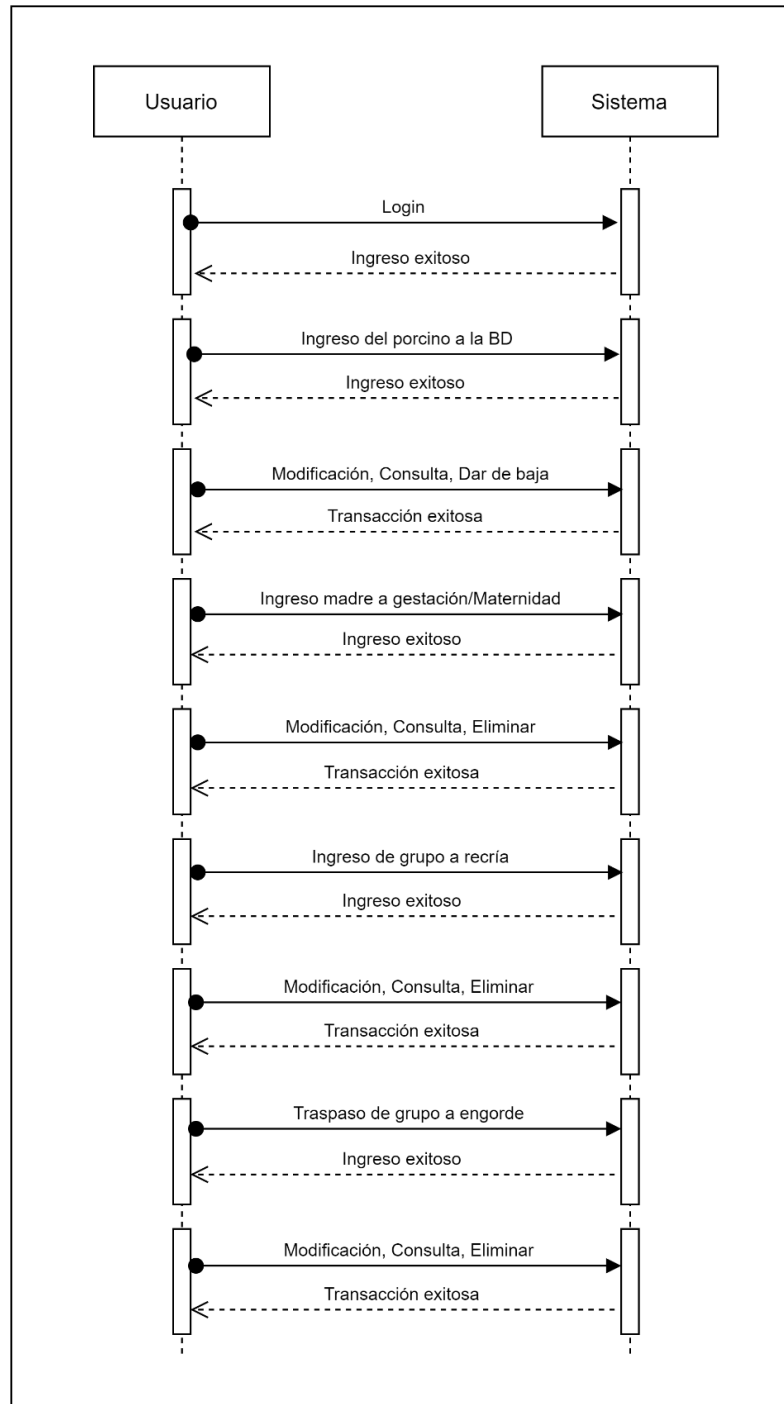 Usuario
Sistema
Login
Ingreso exitoso
Ingreso del porcino a la BD
Ingreso exitoso
Modificación, Consulta, Dar de baja
Transacción exitosa
Ingreso madre a gestación/Maternidad
Ingreso exitoso
Modificación, Consulta, Eliminar
Transacción exitosa
Ingreso de grupo a recría
Ingreso exitoso
Modificación, Consulta, Eliminar
Transacción exitosa
Traspaso de grupo a engorde
Ingreso exitoso
Modificación, Consulta, Eliminar
Transacción exitosa